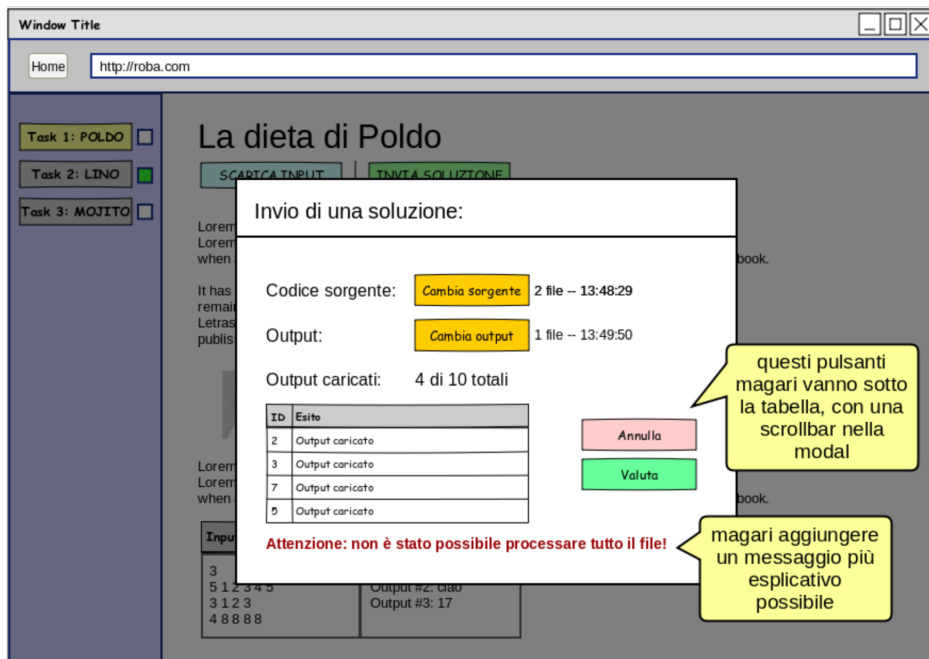 Window Title
Home
http://roba.com
Task 1: POLDO
Task 2: LINO
Task 3: MOJITO
La dieta di Poldo
SCARICA INPUT
INVIA SOLUZIONE
Lorem
Lorem
when
book.
It has
remai
Letras
publis
Invio di una soluzione:
Codice sorgente:
Cambia sorgente
2 file -- 13:48:29
Output:
Cambia output
1 file -- 13:49:50
Output caricati:
4 di 10 totali
ID Esito
2 Output caricato
3 Output caricato
7 Output caricato
5 Output caricato
Annulla
Valuta
Attenzione: non è stato possibile processare tutto il file!
questi pulsanti
magari vanno sotto
la tabella, con una
scrollbar nella
modal
magari aggiungere
un messaggio più
esplicativo
possibile
Lorem
Lorem
when
book.
Inpu
3
5 1 2 3 4 5
3 1 2 3
4 8 8 8 8
Output #2: ciao
Output #3: 17